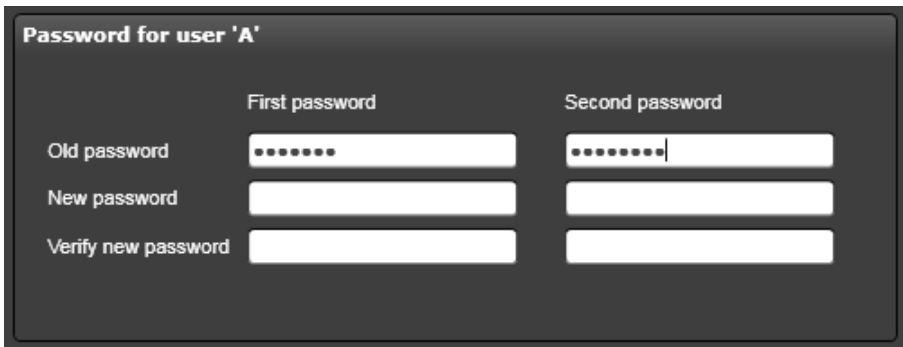 Password for user 'A'
First password Second password
Old password ••••••• ••••••••
New password
Verify new password